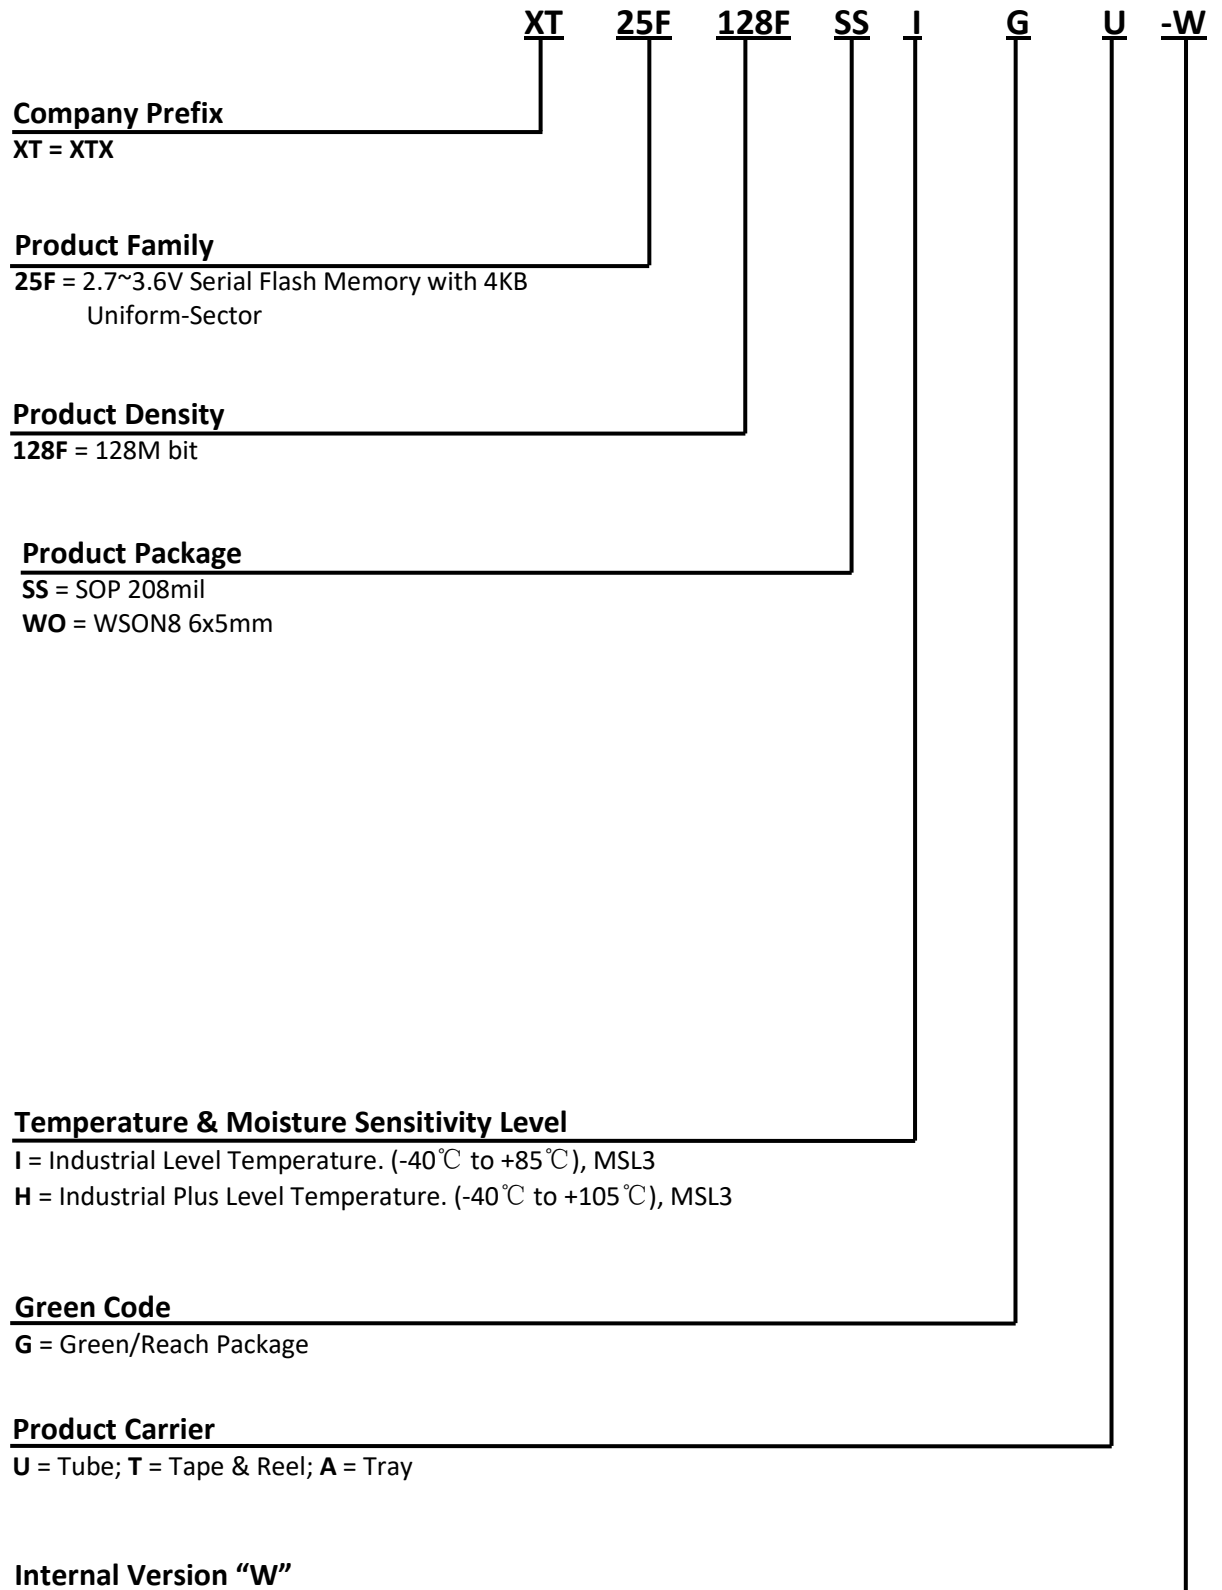 XT 25F 128F SS I G U -W
Company Prefix
XT = XTX
Product Family
25F = 2.7~3.6V Serial Flash Memory with 4KB
Uniform-Sector
Product Density
128F = 128M bit
Product Package
SS = SOP 208mil
WO = WSON8 6x5mm
Temperature & Moisture Sensitivity Level
I = Industrial Level Temperature. (-40℃ to +85℃), MSL3
H = Industrial Plus Level Temperature. (-40℃ to +105℃), MSL3
Green Code
G = Green/Reach Package
Product Carrier
U = Tube; T = Tape & Reel; A = Tray
Internal Version “W”